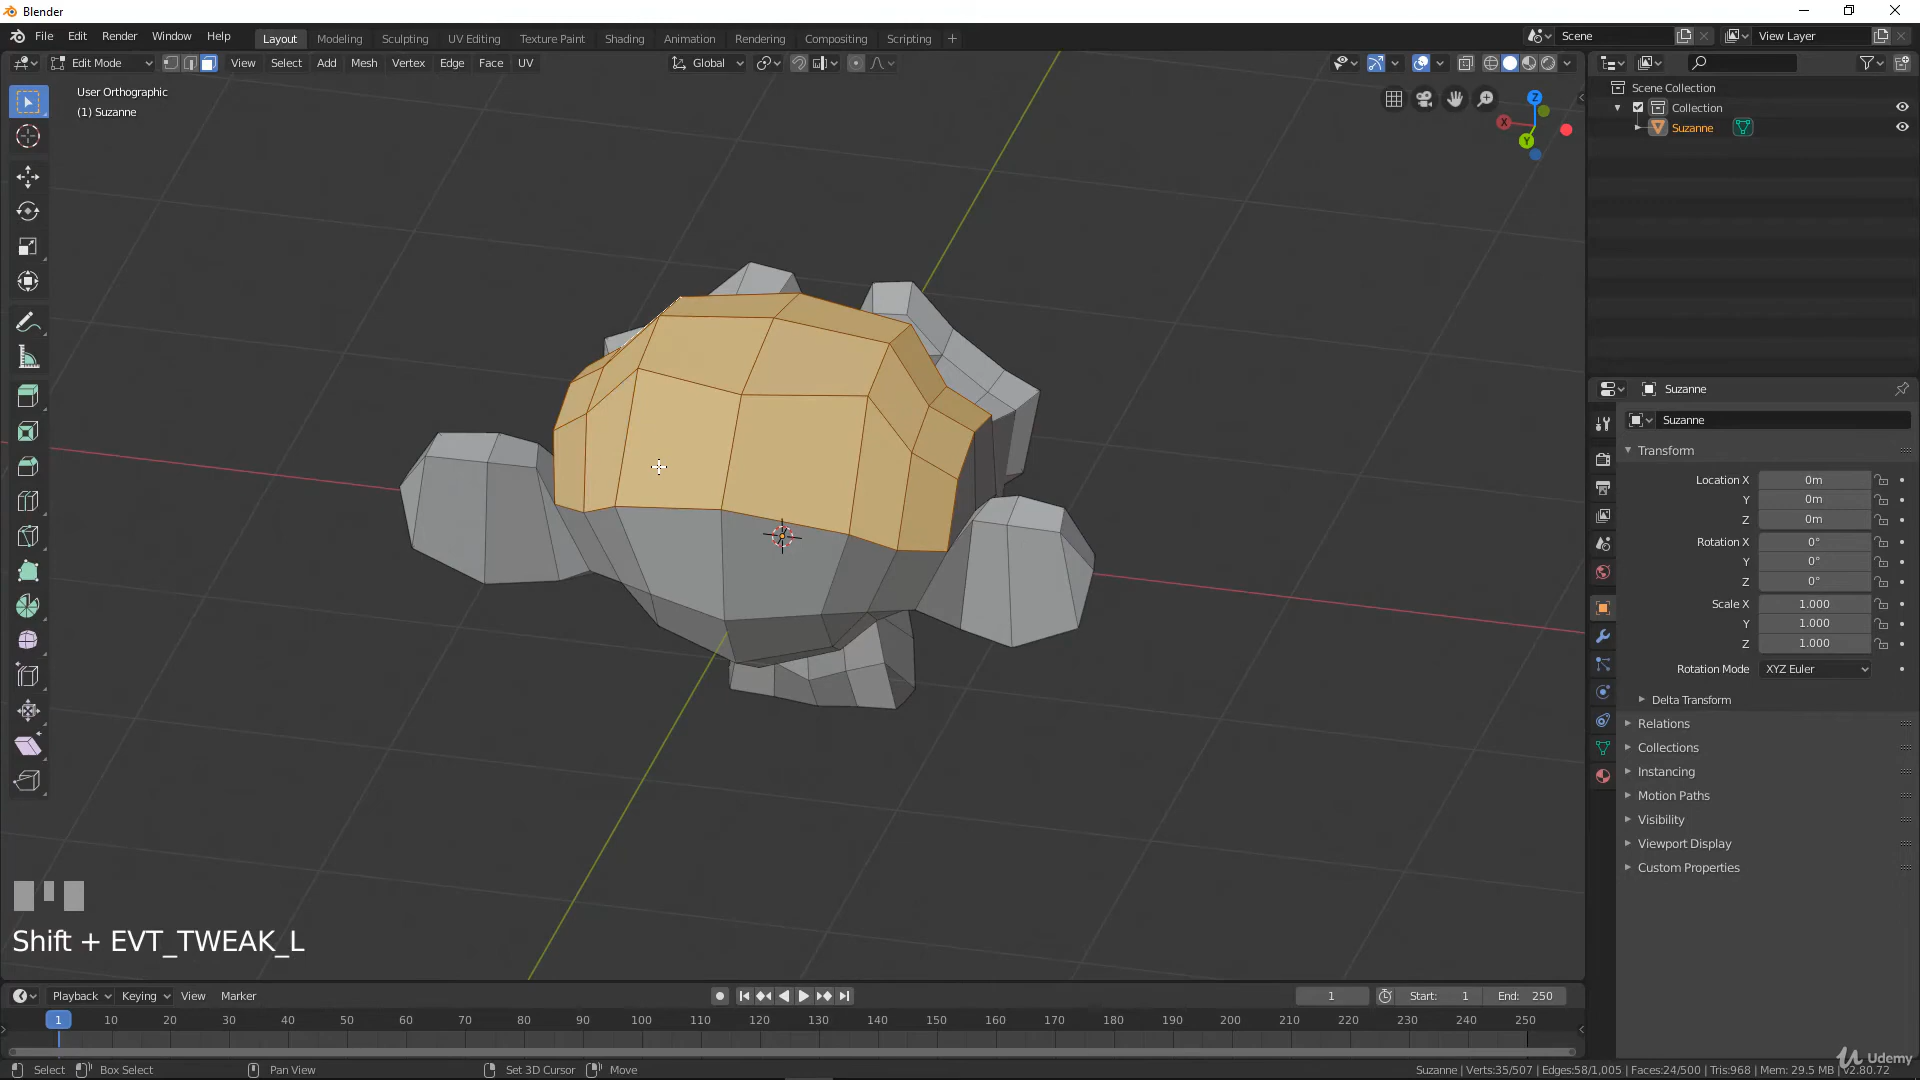 Blender
File Edit Render Window Help
Layout Modeling Sculpting UV Editing Texture Paint Shading Animation Rendering Compositing Scripting
Scene
View Layer
Edit Mode View Select Add Mesh Vertex Edge Face UV
Global
User Orthographic
(1) Suzanne
Z
X
Y
Scene Collection
Collection
Suzanne
Suzanne
Suzanne
Transform
Location X 0m
Y 0m
Z 0m
Rotation X 0°
Y 0°
Z 0°
Scale X 1.000
Y 1.000
Z 1.000
Rotation Mode XYZ Euler
Delta Transform
Relations
Collections
Instancing
Motion Paths
Visibility
Viewport Display
Custom Properties
Shift + EVT_TWEAK_L
Playback Keying View Marker
1
Start: 1
End: 250
1 10 20 30 40 50 60 70 80 90 100 110 120 130 140 150 160 170 180 190 200 210 220 230 240 250
Select Box Select Pan View Set 3D Cursor Move
Suzanne | Verts:35/507 | Edges:58/1,005 | Faces:24/500 | Tris:968 | Mem: 29.5 MB | v2.80.72
Udemy